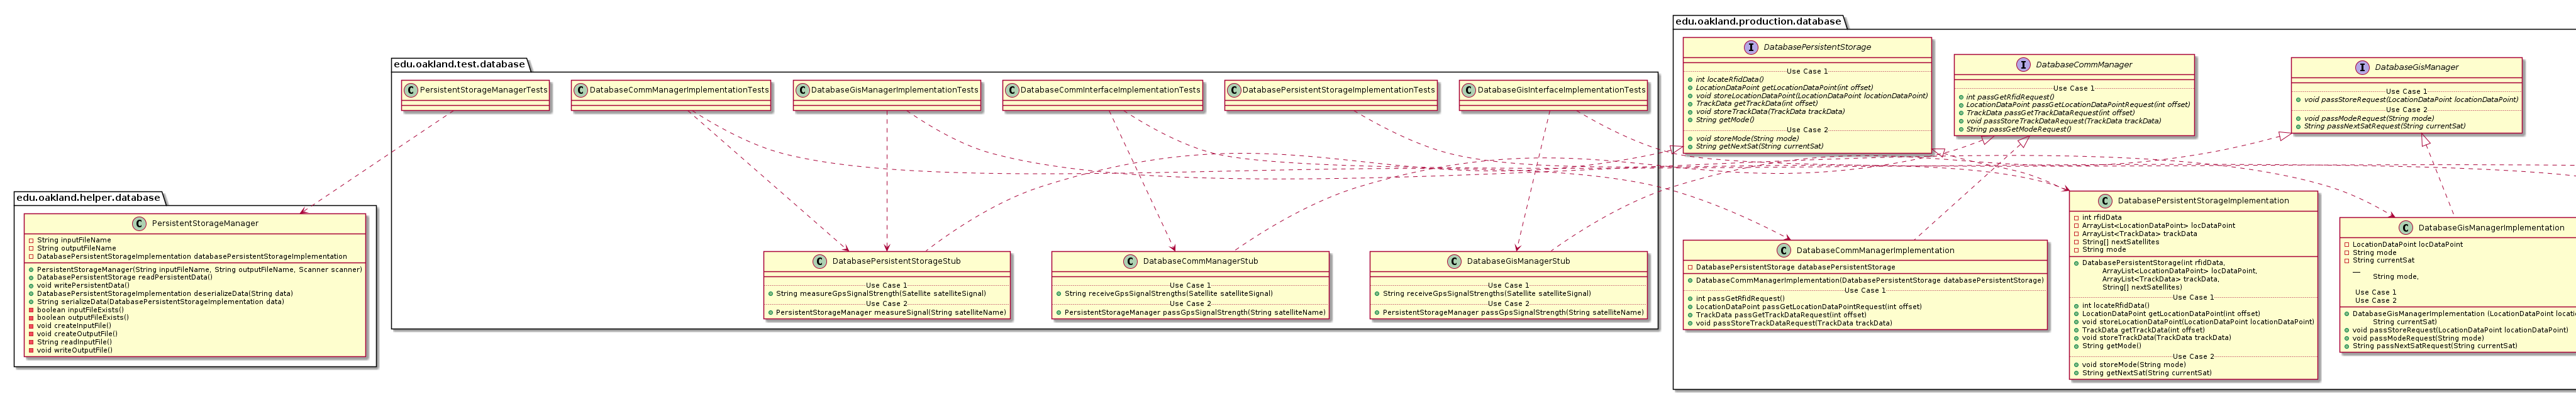 edu.oakland.helper.database
C PersistentStorageManager
String inputFileName
String outputFileName
DatabasePersistentStorageImplementation databasePersistentStorageImplementation
PersistentStorageManager(String inputFileName, String outputFileName, Scanner scanner)
DatabasePersistentStorage readPersistentData()
void writePersistentData()
DatabasePersistentStorageImplementation deserializeData(String data)
String serializeData(DatabasePersistentStorageImplementation data)
boolean inputFileExists()
boolean outputFileExists()
void createInputFile()
void createOutputFile()
String readInputFile()
void writeOutputFile()
edu.oakland.test.database
C PersistentStorageManagerTests
C DatabaseCommManagerImplementationTests
C DatabaseGisManagerImplementationTests
C DatabaseCommInterfaceImplementationTests
C DatabasePersistentStorageImplementationTests
C DatabaseGisInterfaceImplementationTests
C DatabasePersistentStorageStub
Use Case 1
String measureGpsSignalStrength(Satellite satelliteSignal)
Use Case 2
PersistentStorageManager measureSignal(String satelliteName)
C DatabaseCommManagerStub
Use Case 1
String receiveGpsSignalStrengths(Satellite satelliteSignal)
Use Case 2
PersistentStorageManager passGpsSignalStrength(String satelliteName)
C DatabaseGisManagerStub
Use Case 1
String receiveGpsSignalStrengths(Satellite satelliteSignal)
Use Case 2
PersistentStorageManager passGpsSignalStrength(String satelliteName)
edu.oakland.production.database
I DatabasePersistentStorage
Use Case 1
int locateRfidData()
LocationDataPoint getLocationDataPoint(int offset)
void storeLocationDataPoint(LocationDataPoint locationDataPoint)
TrackData getTrackData(int offset)
void storeTrackData(TrackData trackData)
String getMode()
Use Case 2
void storeMode(String mode)
String getNextSat(String currentSat)
I DatabaseCommManager
Use Case 1
int passGetRfidRequest()
LocationDataPoint passGetLocationDataPointRequest(int offset)
TrackData passGetTrackDataRequest(int offset)
void passStoreTrackDataRequest(TrackData trackData)
String passGetModeRequest()
I DatabaseGisManager
Use Case 1
void passStoreRequest(LocationDataPoint locationDataPoint)
Use Case 2
void passModeRequest(String mode)
String passNextSatRequest(String currentSat)
C DatabaseCommManagerImplementation
DatabasePersistentStorage databasePersistentStorage
DatabaseCommManagerImplementation(DatabasePersistentStorage databasePersistentStorage)
Use Case 1
int passGetRfidRequest()
LocationDataPoint passGetLocationDataPointRequest(int offset)
TrackData passGetTrackDataRequest(int offset)
void passStoreTrackDataRequest(TrackData trackData)
C DatabasePersistentStorageImplementation
int rfidData
ArrayList<LocationDataPoint> locDataPoint
ArrayList<TrackData> trackData
String[] nextSatellites
String mode
DatabasePersistentStorage(int rfidData,
ArrayList<LocationDataPoint> locDataPoint,
ArrayList<TrackData> trackData,
String[] nextSatellites)
Use Case 1
int locateRfidData()
LocationDataPoint getLocationDataPoint(int offset)
void storeLocationDataPoint(LocationDataPoint locationDataPoint)
TrackData getTrackData(int offset)
void storeTrackData(TrackData trackData)
String getMode()
Use Case 2
void storeMode(String mode)
String getNextSat(String currentSat)
C DatabaseGisManagerImplementation
LocationDataPoint locDataPoint
String mode
String currentSat
__
String mode,
Use Case 1
Use Case 2
DatabaseGisManagerImplementation (LocationDataPoint locati
String currentSat)
void passStoreRequest(LocationDataPoint locationDataPoint)
void passModeRequest(String mode)
String passNextSatRequest(String currentSat)